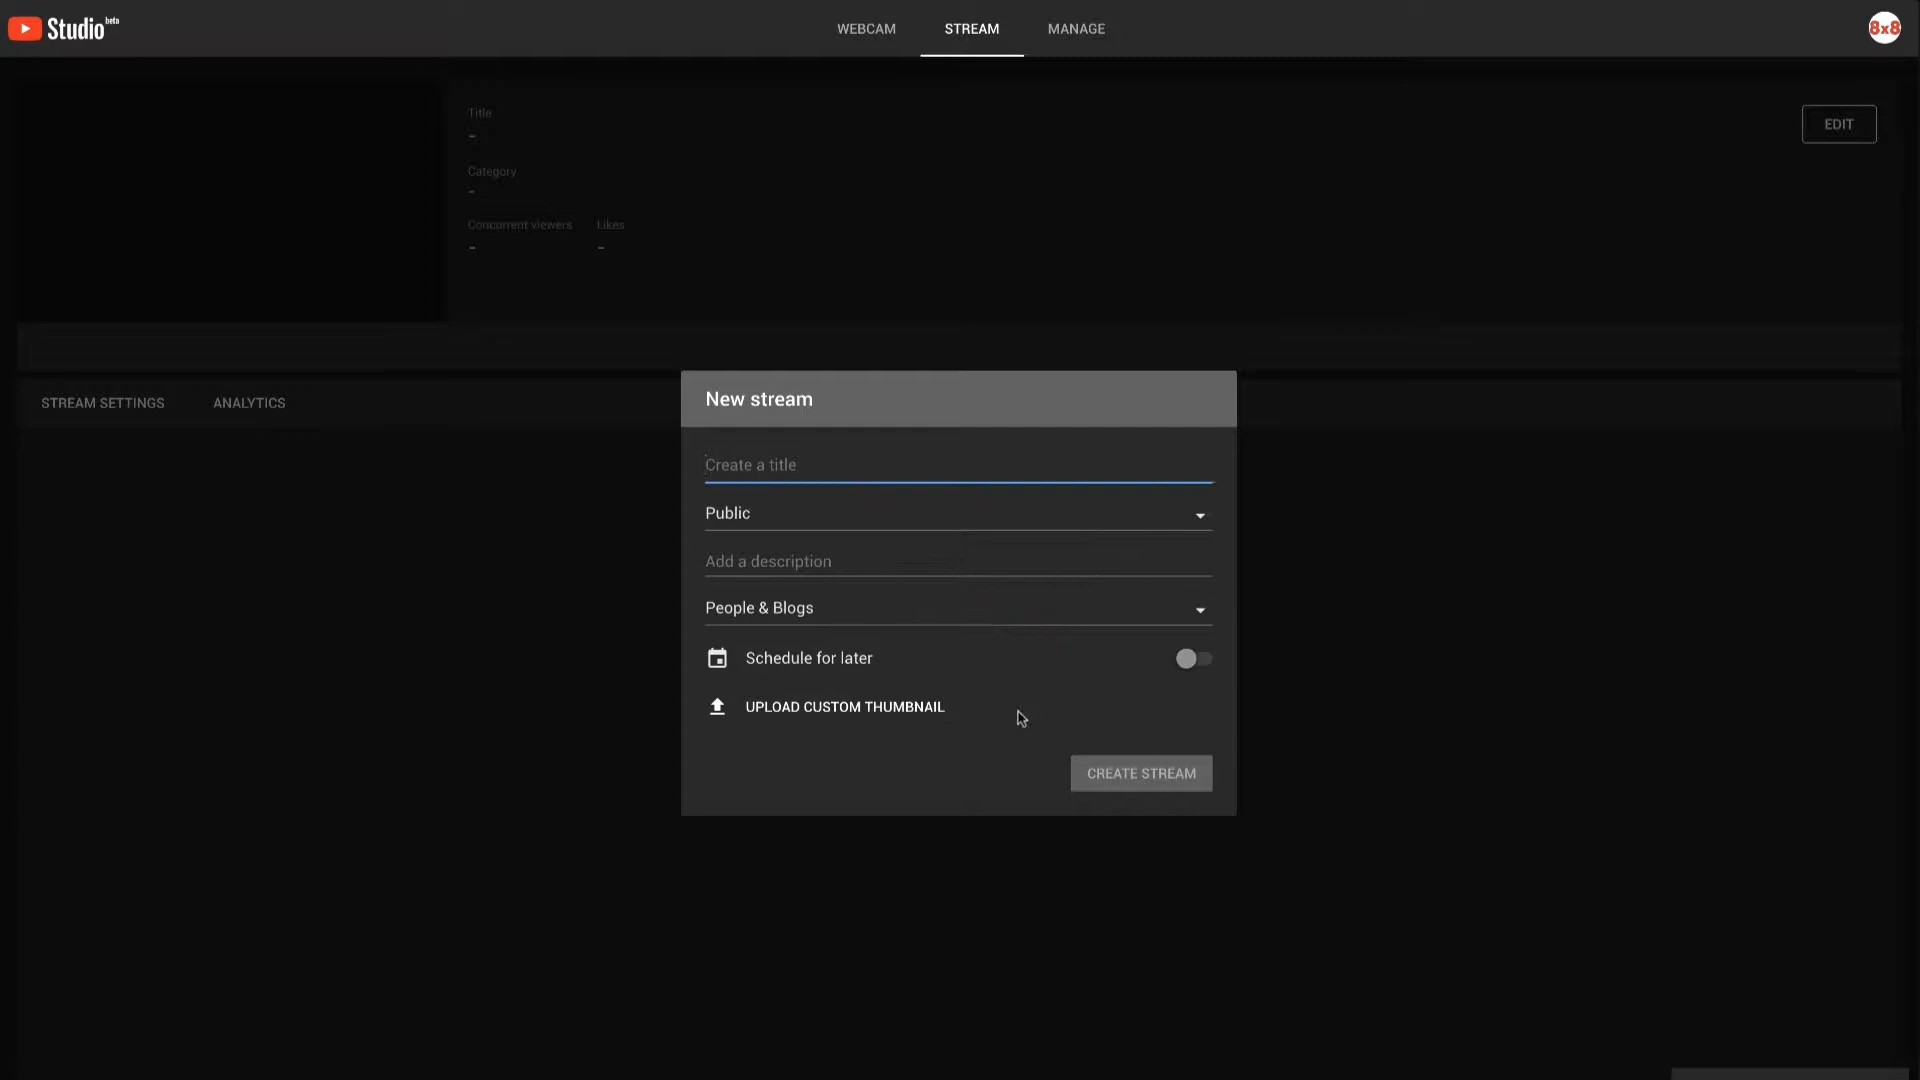 Studio beta
WEBCAM
STREAM
MANAGE
8x8
Title
-
EDIT
Category
-
Concurrent viewers
Likes
-
-
STREAM SETTINGS
ANALYTICS
New stream
Create a title
Public
Add a description
People & Blogs
Schedule for later
UPLOAD CUSTOM THUMBNAIL
CREATE STREAM